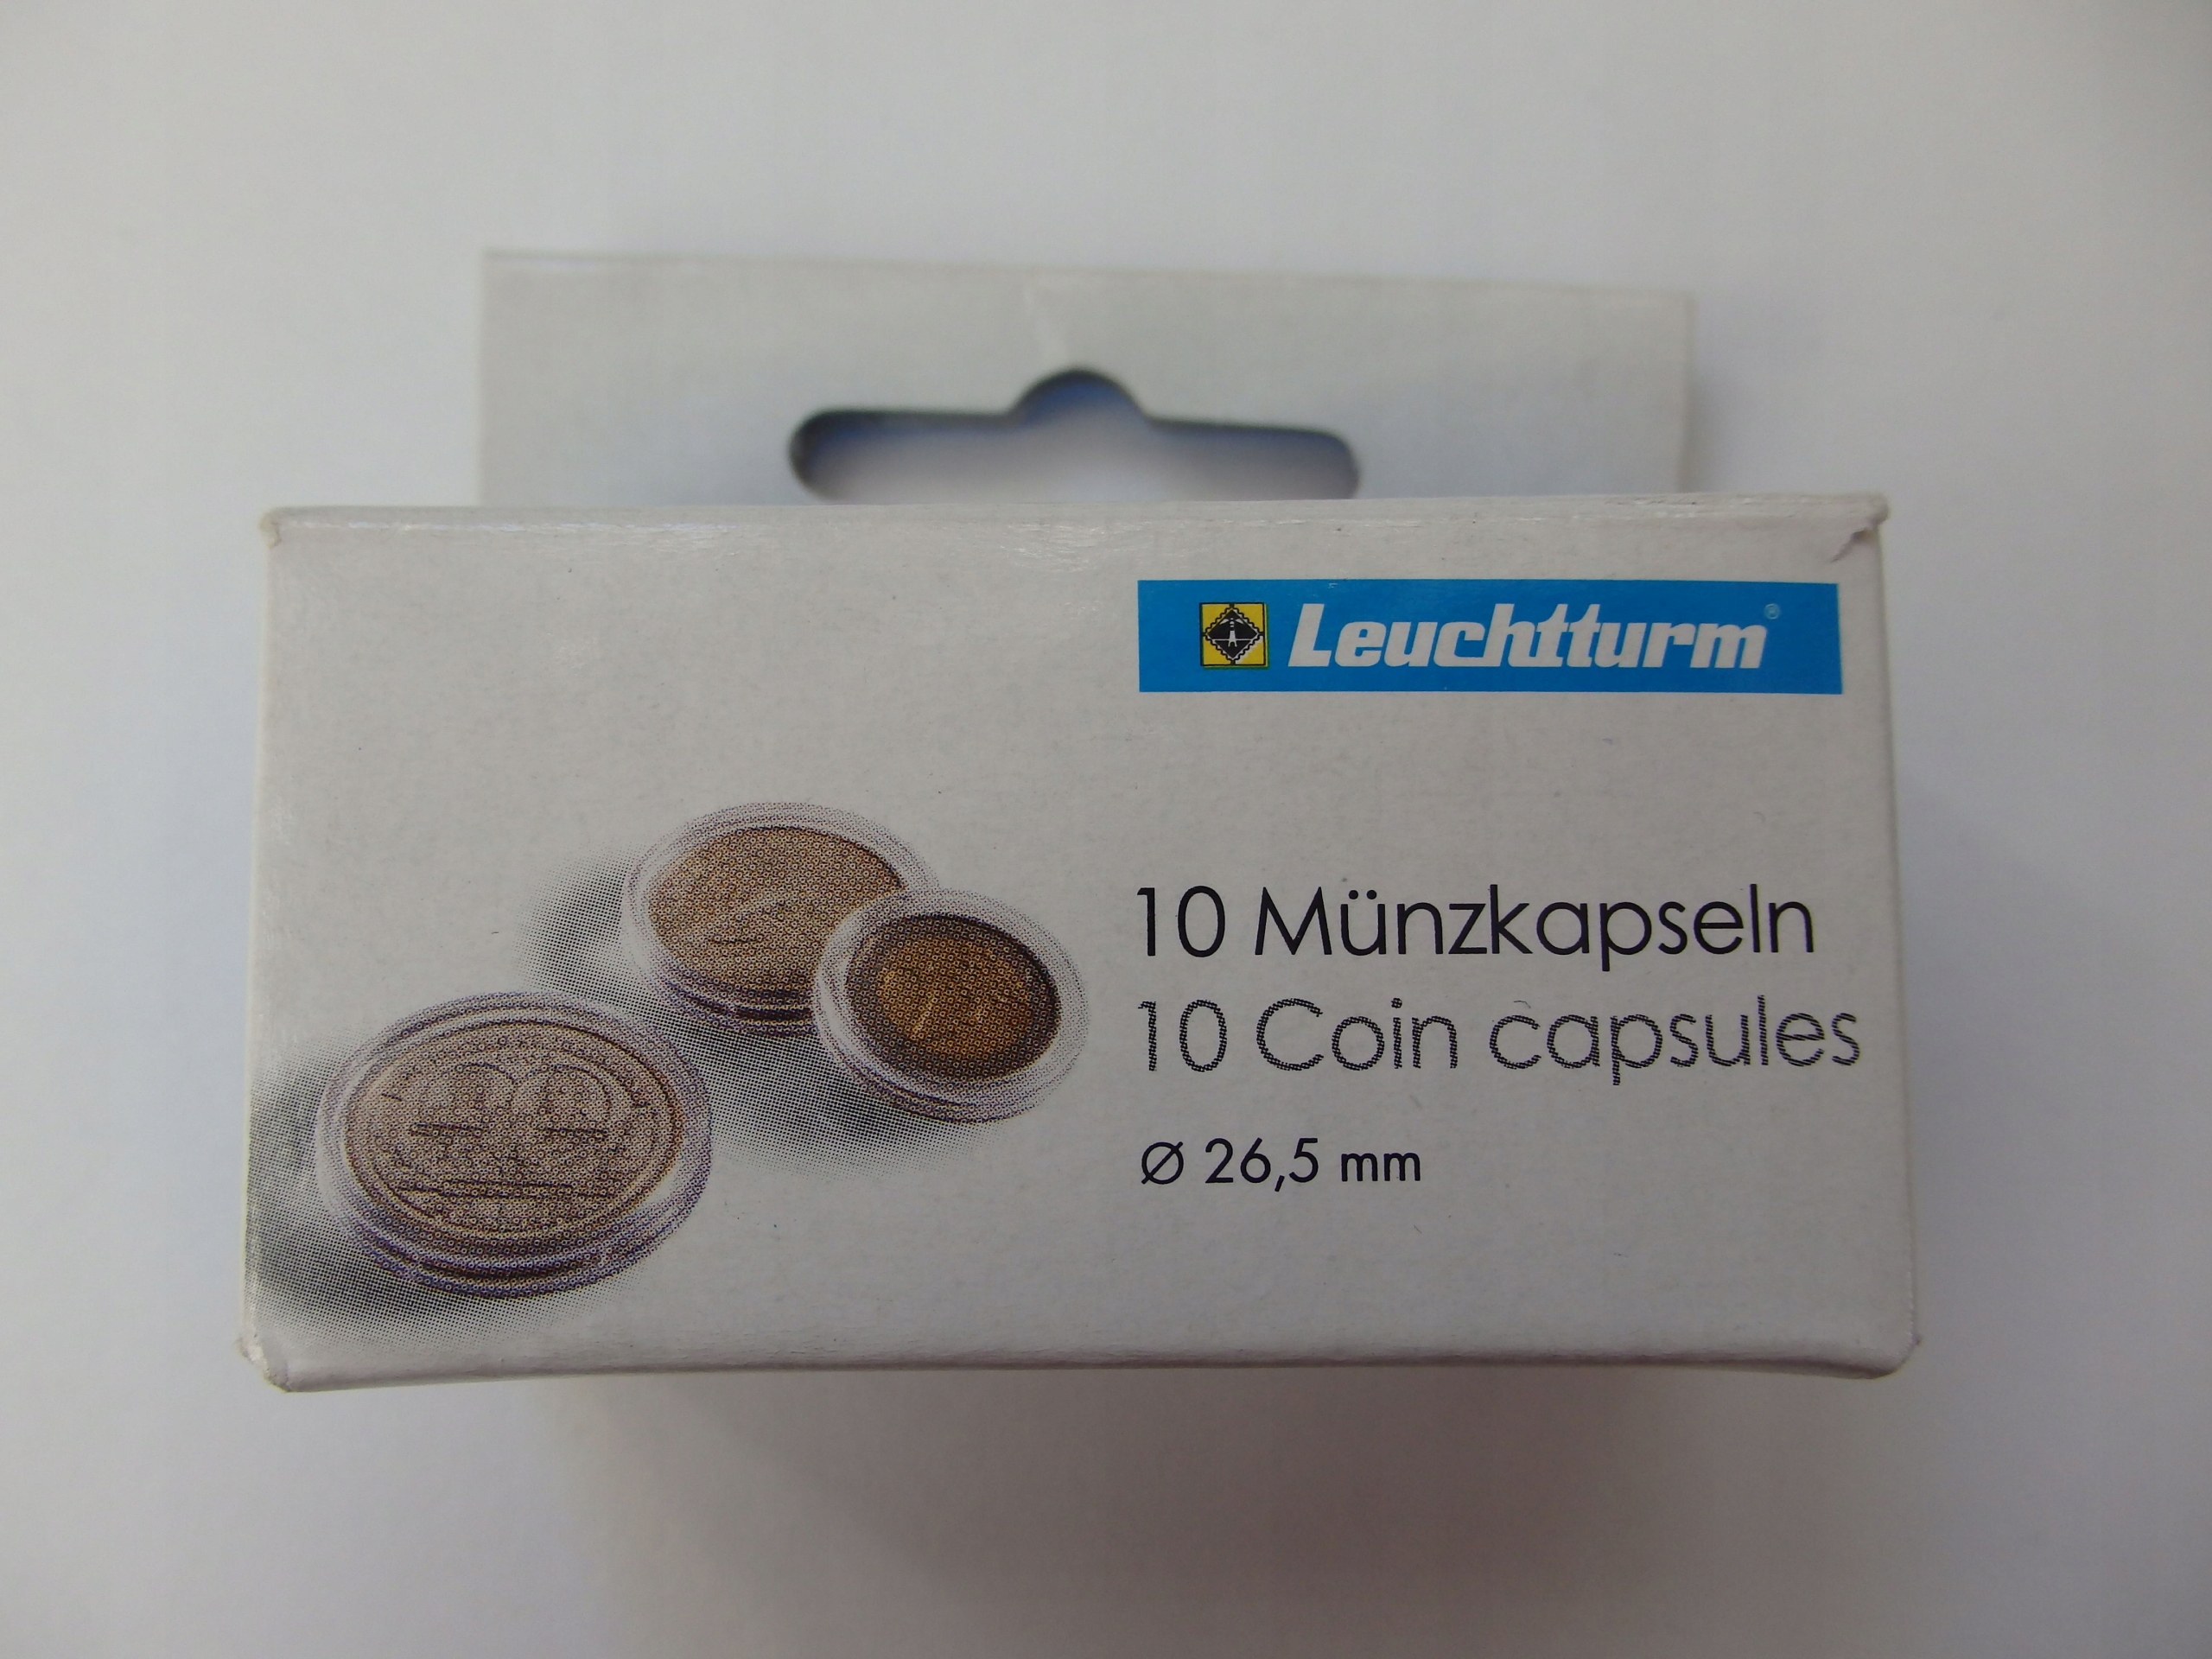 Leuchtturm®
10 Münzkapseln
10 Coin capsules
Ø 26,5 mm